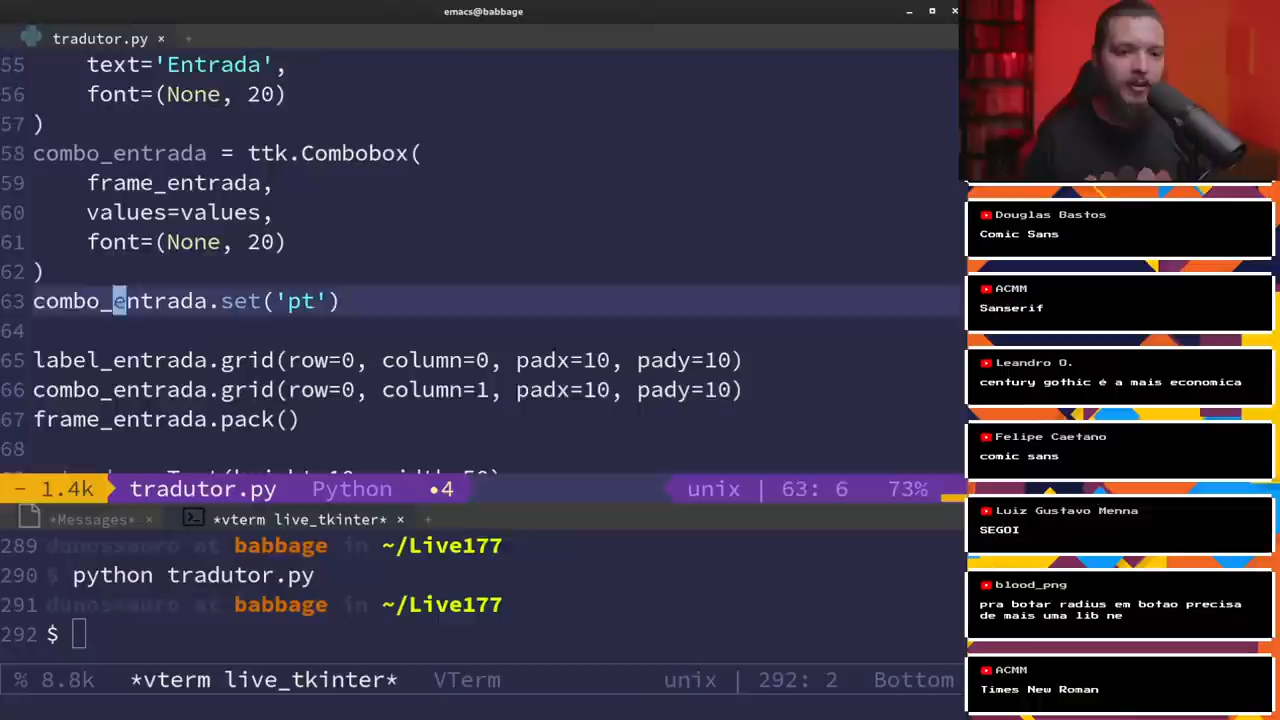 emacs@babbage
tradutor.py × +
55 text='Entrada',
56 font=(None, 20)
57 )
58 combo_entrada = ttk.Combobox(
59 frame_entrada,
60 values=values,
61 font=(None, 20)
62 )
63 combo_entrada.set('pt')
64
65 label_entrada.grid(row=0, column=0, padx=10, pady=10)
66 combo_entrada.grid(row=0, column=1, padx=10, pady=10)
67 frame_entrada.pack()
68
- 1.4k tradutor.py Python •4 unix | 63: 6 73%
*Messages* × *vterm live_tkinter* × +
289 dunossauro at babbage in ~/Live177
290 $ python tradutor.py
291 dunossauro at babbage in ~/Live177
292 $
% 8.8k *vterm live_tkinter* VTerm unix | 292: 2 Bottom
Douglas Bastos
Comic Sans
ACMM
Sanserif
Leandro O.
century gothic é a mais economica
Felipe Caetano
comic sans
Luiz Gustavo Menna
SEGOI
blood_png
pra botar radius em botao precisa
de mais uma lib ne
ACMM
Times New Roman